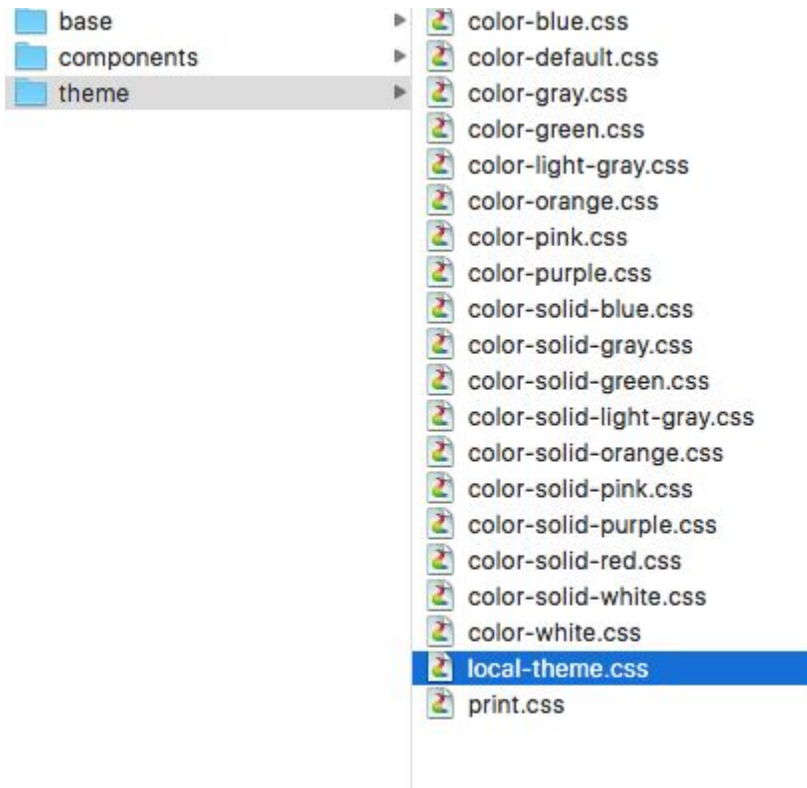 base
components
theme
color-blue.css
color-default.css
color-gray.css
color-green.css
color-light-gray.css
color-orange.css
color-pink.css
color-purple.css
color-solid-blue.css
color-solid-gray.css
color-solid-green.css
color-solid-light-gray.css
color-solid-orange.css
color-solid-pink.css
color-solid-purple.css
color-solid-red.css
color-solid-white.css
color-white.css
local-theme.css
print.css